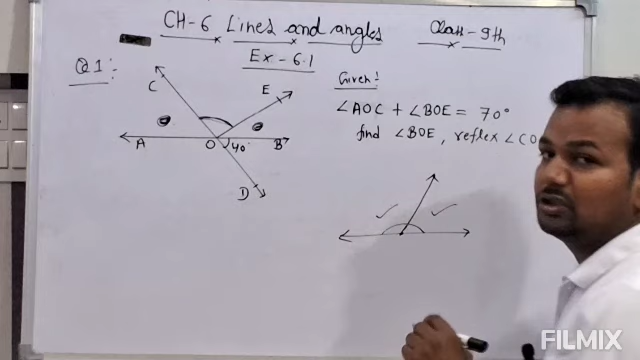 CH-6 Lines and angles Class-9th
Ex-6.1
Q1:-
C
E
A
O
40°
B
D
Given:
∠AOC + ∠BOE = 70°
find ∠BOE, reflex ∠CO
FILMIX